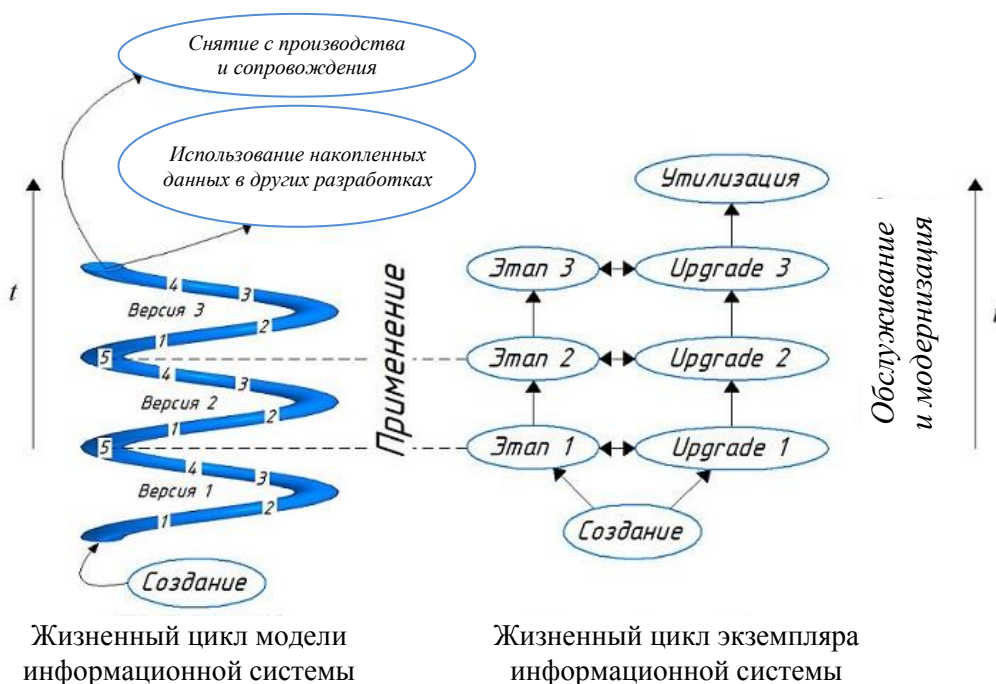 Снятие с производства
и сопровождения
Использование накопленных
данных в других разработках
t
4
3
Версия 3
1
2
5
4
3
Версия 2
1
2
5
4
3
Версия 1
1
2
Создание
Жизненный цикл модели
информационной системы
Применение
Утилизация
Этап 3
Upgrade 3
Этап 2
Upgrade 2
Этап 1
Upgrade 1
Создание
Жизненный цикл экземпляра
информационной системы
Обслуживание
и модернизация
t